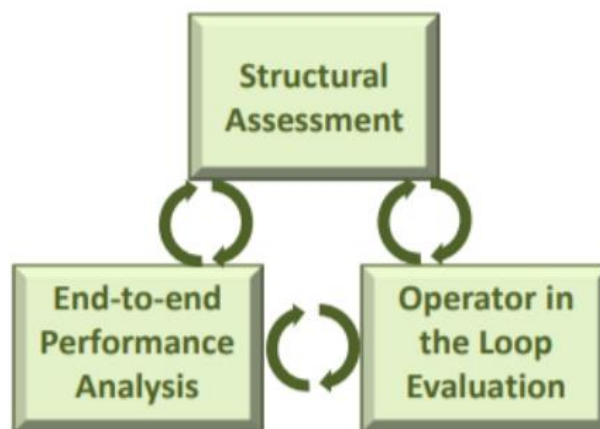 Structural
Assessment
End-to-end
Performance
Analysis
Operator in
the Loop
Evaluation